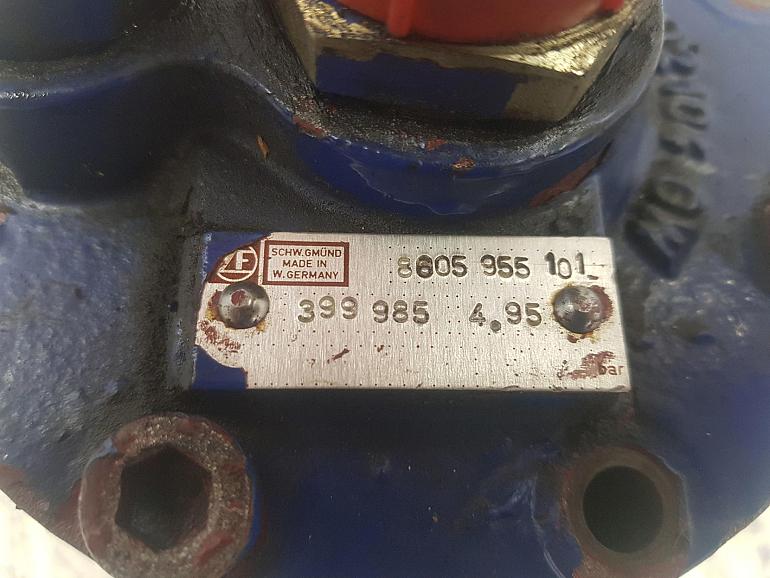 ZF
SCHW.GMÜND
MADE IN
W.GERMANY
8605 955 101
399 985 4.95
bar